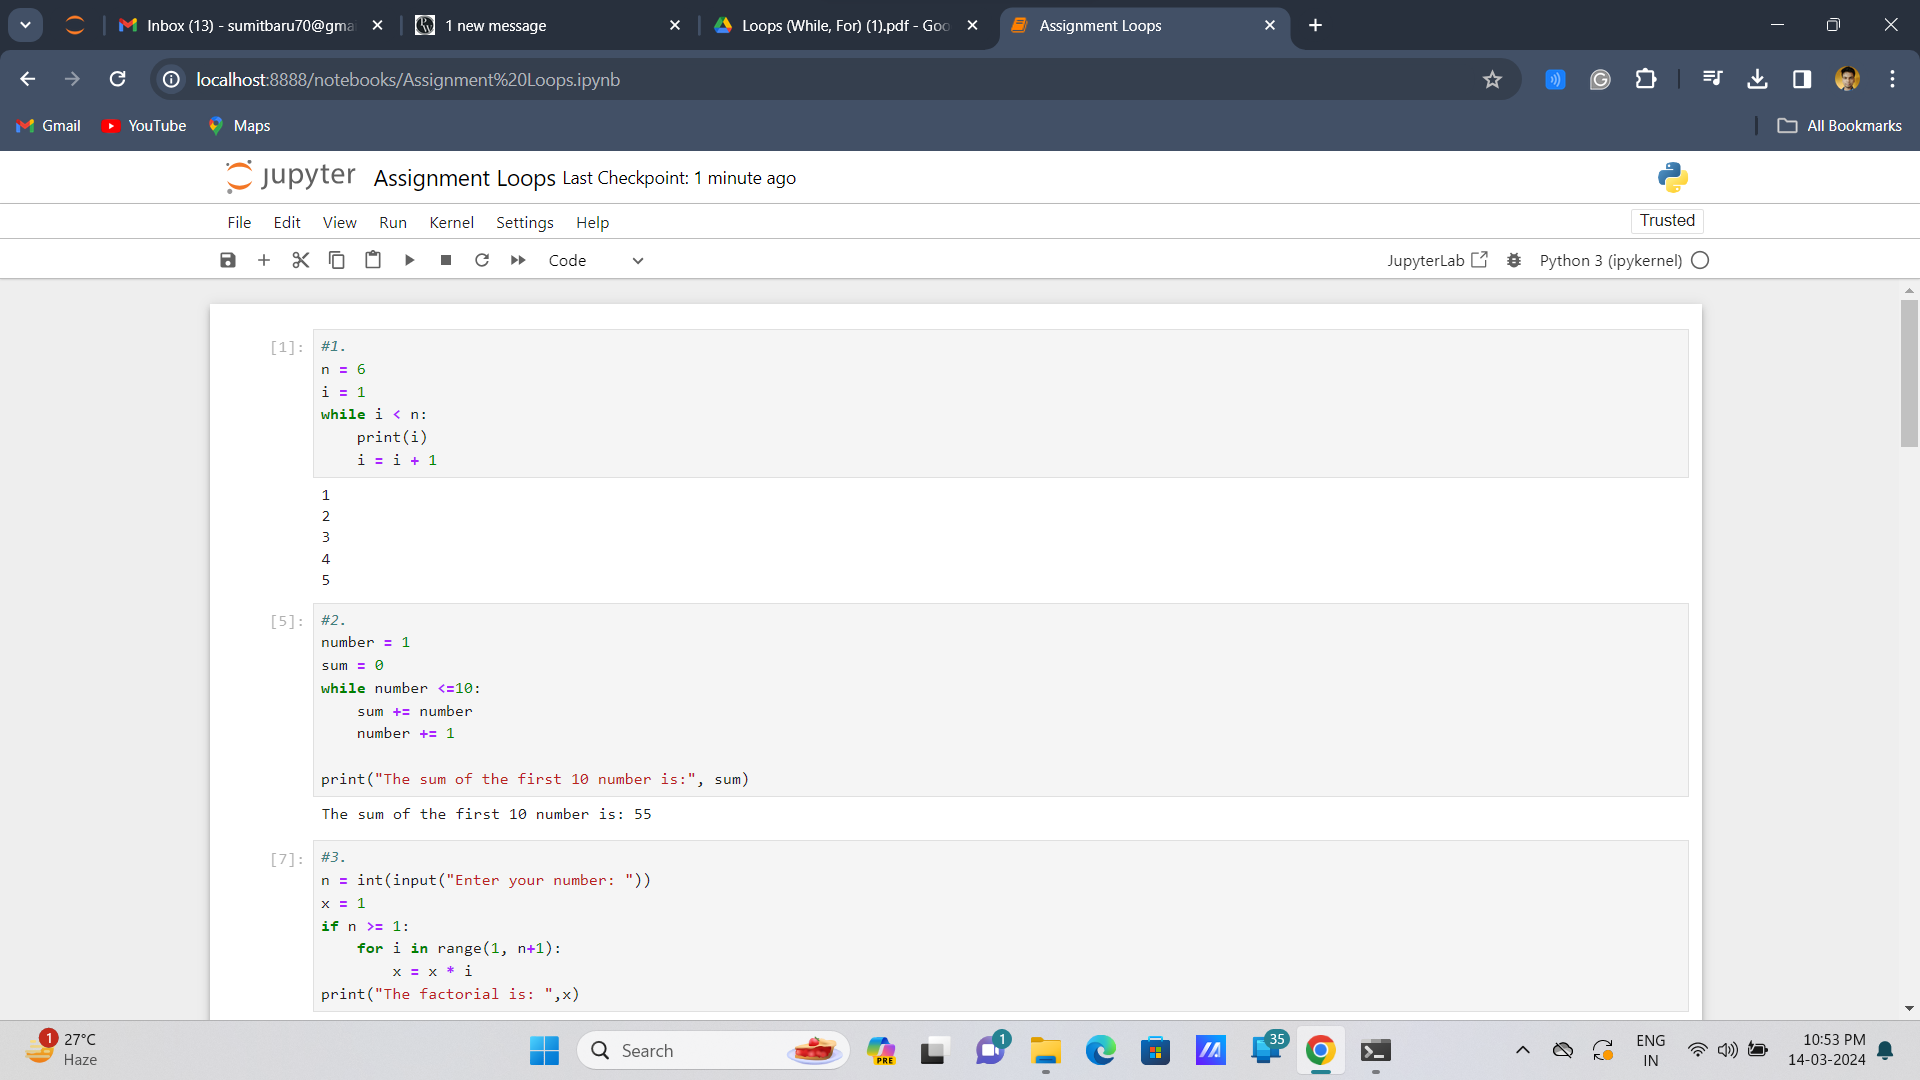 Inbox (13) - sumitbaru70@gma
1 new message
Loops (While, For) (1).pdf - Goo
Assignment Loops
localhost:8888/notebooks/Assignment%20Loops.ipynb
Gmail
YouTube
Maps
All Bookmarks
jupyter Assignment Loops Last Checkpoint: 1 minute ago
File Edit View Run Kernel Settings Help
Trusted
Code
JupyterLab
Python 3 (ipykernel)
[1]:
#1.
n = 6
i = 1
while i < n:
    print(i)
    i = i + 1
1
2
3
4
5
[5]:
#2.
number = 1
sum = 0
while number <=10:
    sum += number
    number += 1
print("The sum of the first 10 number is:", sum)
The sum of the first 10 number is: 55
[7]:
#3.
n = int(input("Enter your number: "))
x = 1
if n >= 1:
    for i in range(1, n+1):
        x = x * i
print("The factorial is: ",x)
1
27°C
Haze
Search
PRE
1
35
ENG
IN
10:53 PM
14-03-2024